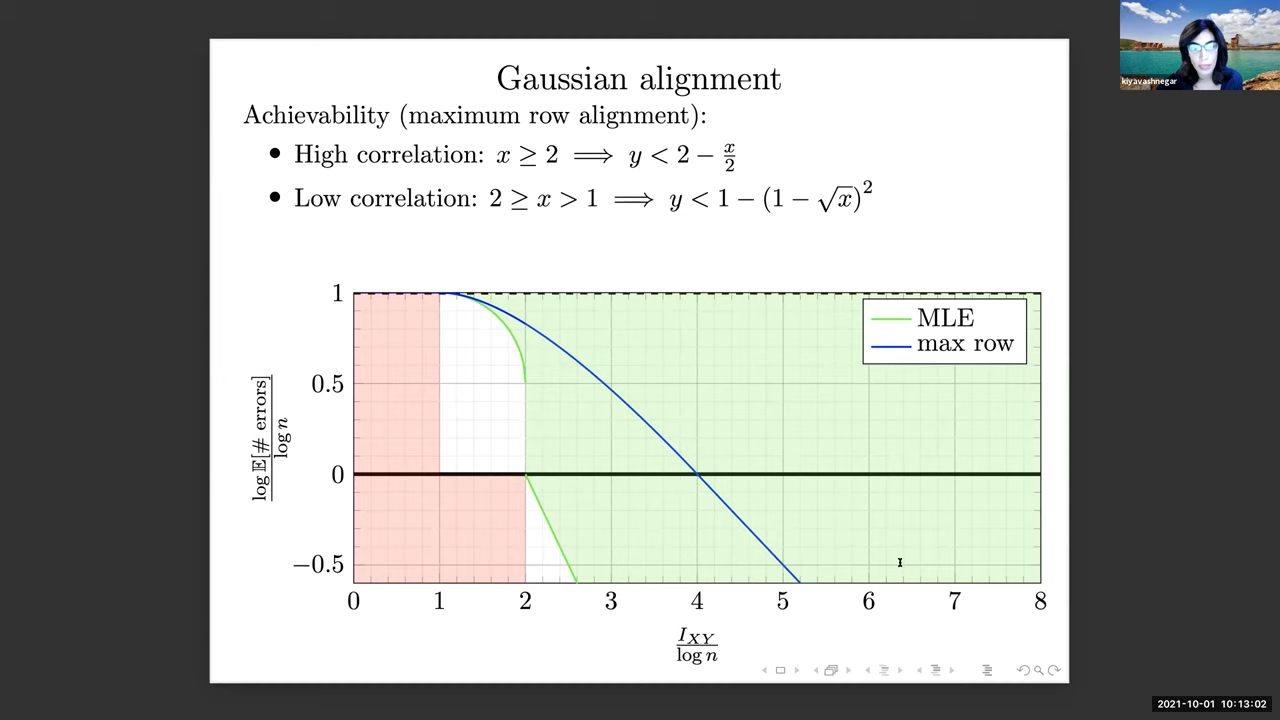 Gaussian alignment
Achievability (maximum row alignment):
• High correlation: x ≥ 2 ⟹ y < 2 − x/2
• Low correlation: 2 ≥ x > 1 ⟹ y < 1 − (1 − √x)²
kiyavashnegar
MLE
max row
1
0.5
0
−0.5
log 𝔼[# errors]
log n
0 1 2 3 4 5 6 7 8
I_XY
log n
2021-10-01 10:13:02